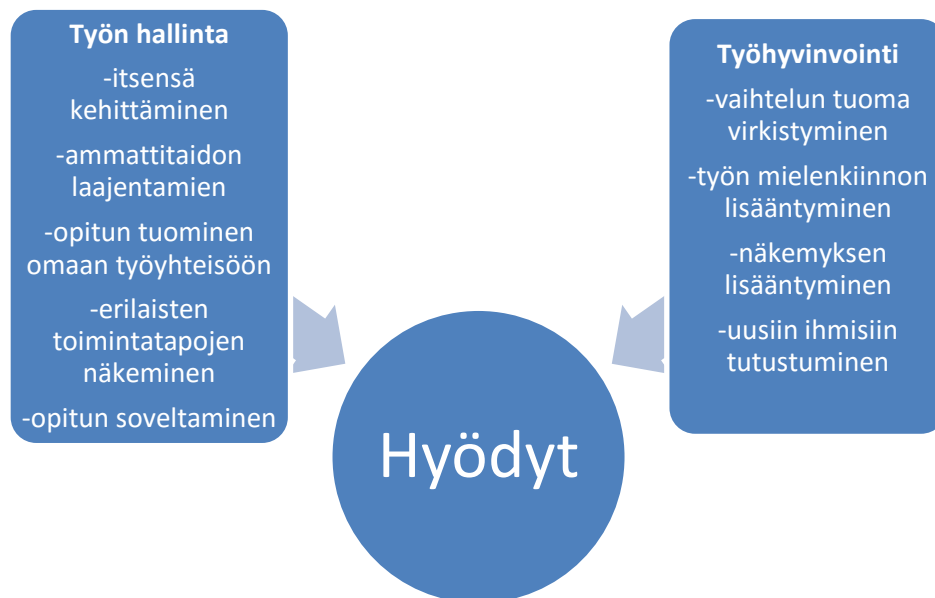 Työn hallinta
-itsensä
kehittäminen
-ammattitaidon
laajentamien
-opitun tuominen
omaan työyhteisöön
-erilaisten
toimintatapojen
näkeminen
-opitun soveltaminen
Työhyvinvointi
-vaihtelun tuoma
virkistyminen
-työn mielenkiinnon
lisääntyminen
-näkemyksen
lisääntyminen
-uusiin ihmisiin
tutustuminen
Hyödyt